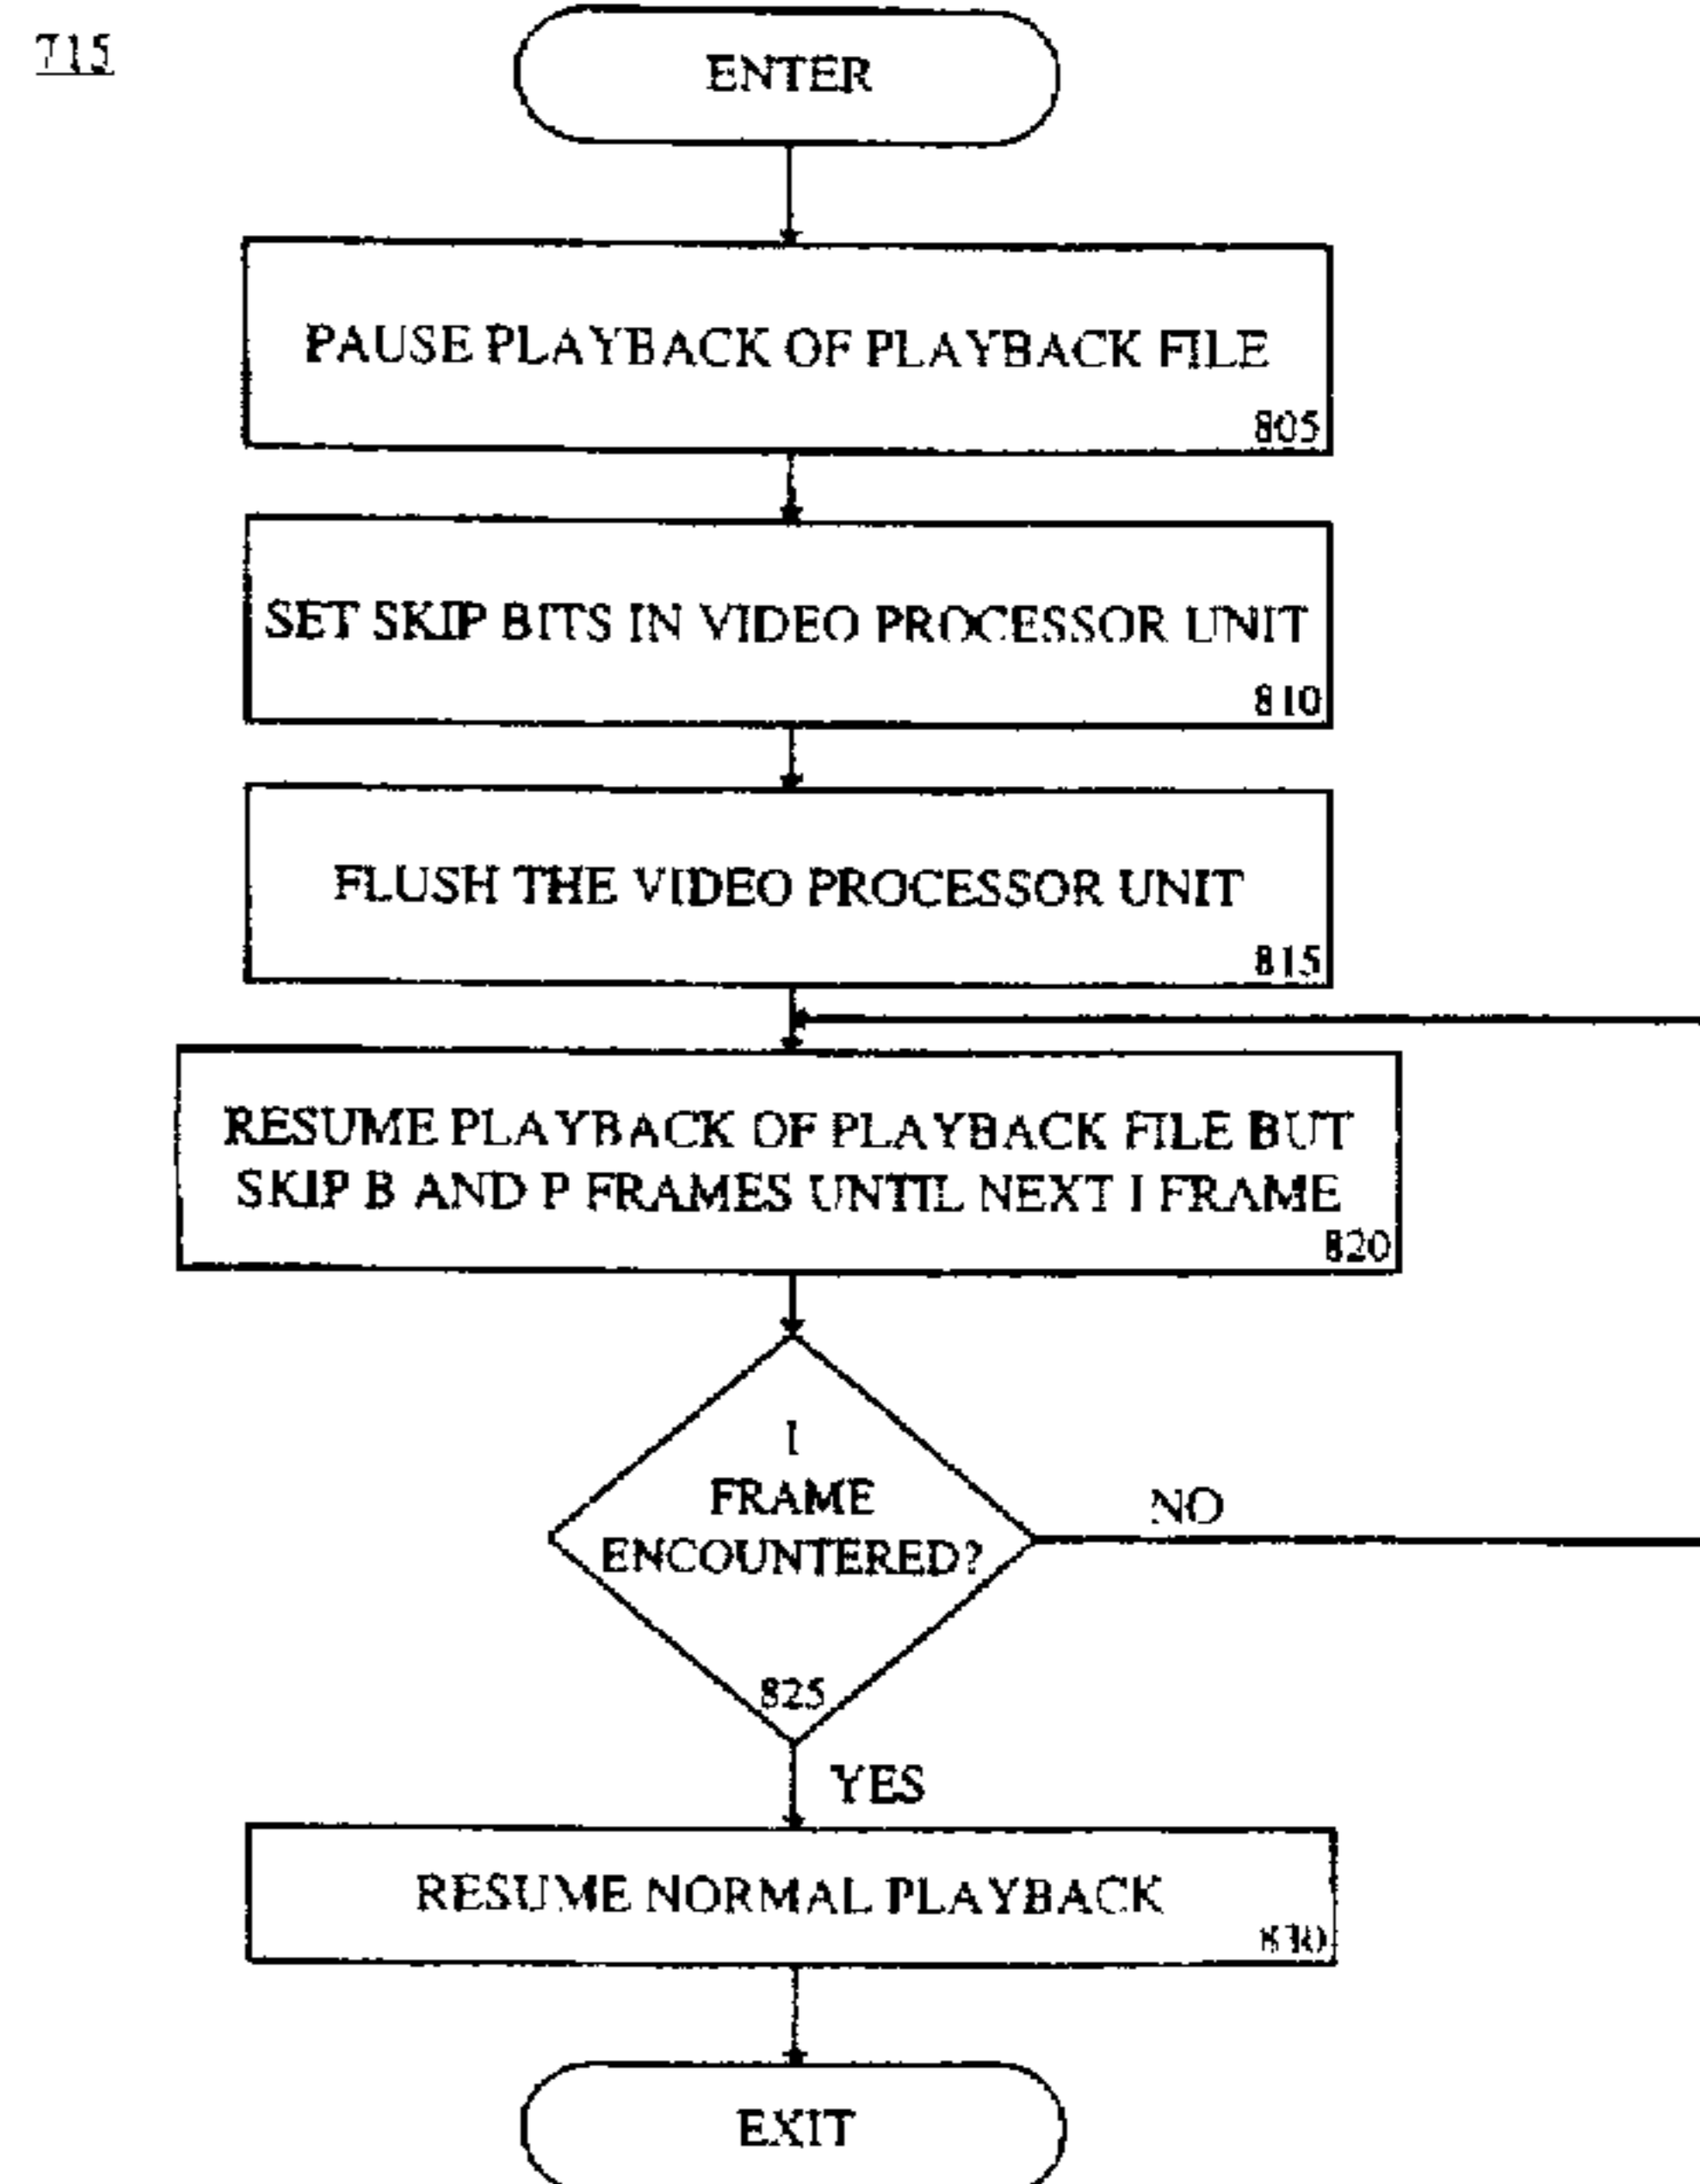 715
ENTER
PAUSE PLAYBACK OF PLAYBACK FILE
805
SET SKIP BITS IN VIDEO PROCESSOR UNIT
810
FLUSH THE VIDEO PROCESSOR UNIT
815
RESUME PLAYBACK OF PLAYBACK FILE BUT
SKIP B AND P FRAMES UNTIL NEXT I FRAME
820
I
FRAME
ENCOUNTERED?
NO
825
YES
RESUME NORMAL PLAYBACK
830
EXIT